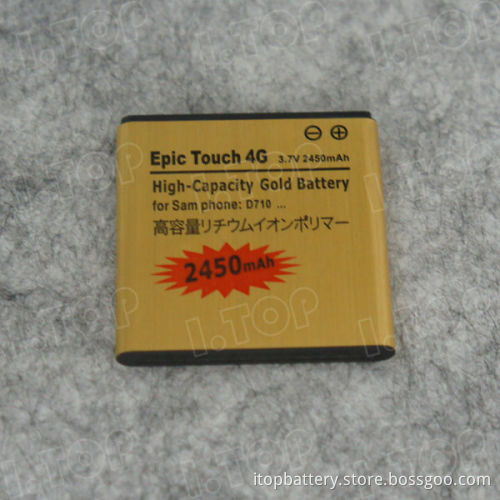 Epic Touch 4G 3.7V 2450mAh
High-Capacity Gold Battery
for Sam phone: D710 ...
高容量リチウムイオンポリマー
2450mAh
I.TOP
itopbattery.store.bossgoo.com